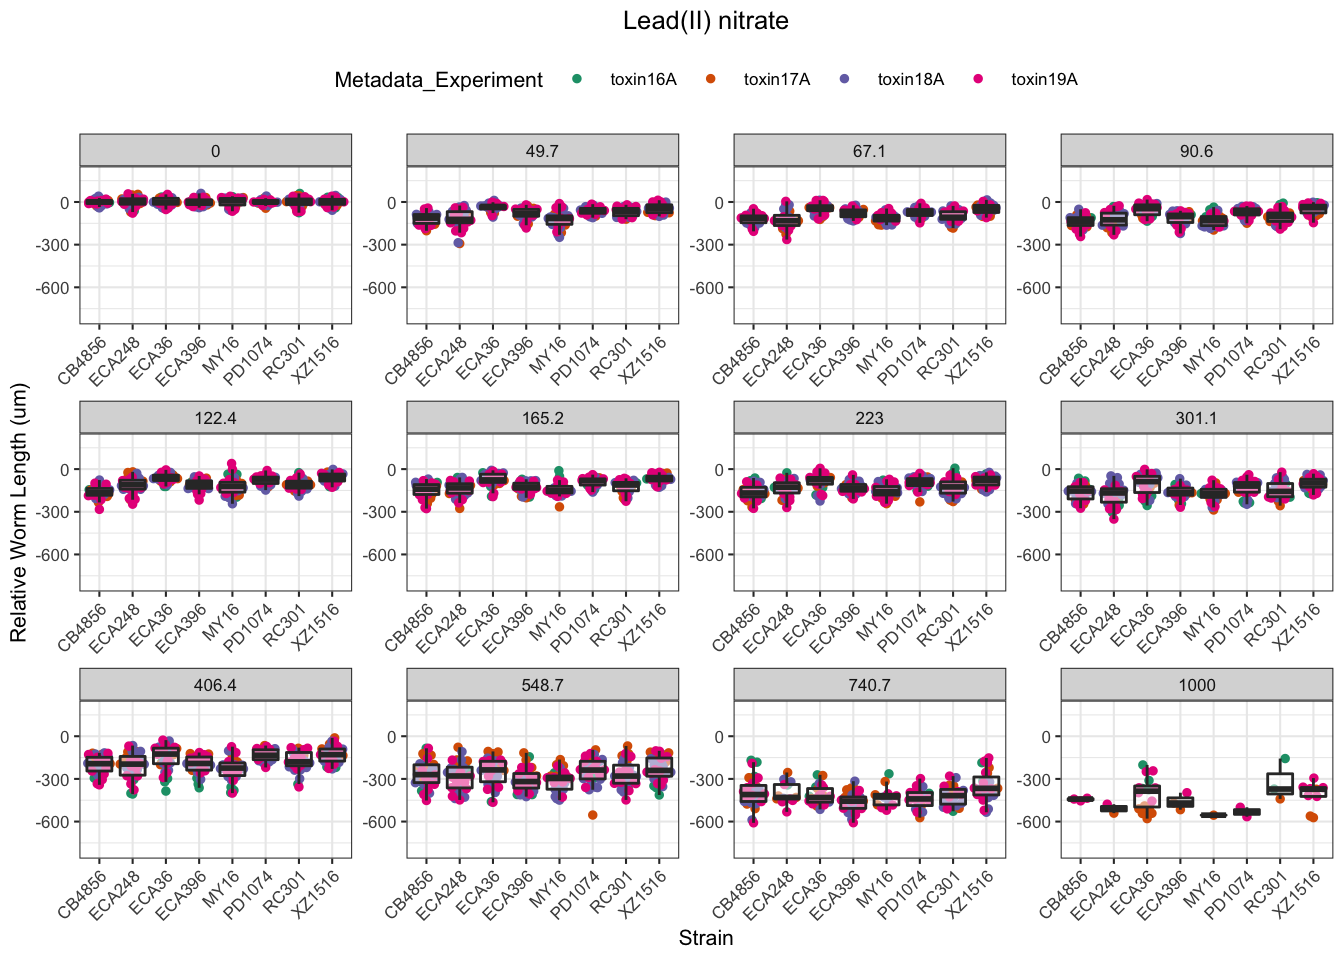 Lead(II) nitrate
Metadata_Experiment toxin16A toxin17A toxin18A toxin19A
0 49.7 67.1 90.6
0 0 0 0
-300 -300 -300 -300
-600 -600 -600 -600
CB4856 ECA248 ECA36 ECA396 MY16 PD1074 RC301 XZ1516 CB4856 ECA248 ECA36 ECA396 MY16 PD1074 RC301 XZ1516 CB4856 ECA248 ECA36 ECA396 MY16 PD1074 RC301 XZ1516 CB4856 ECA248 ECA36 ECA396 MY16 PD1074 RC301 XZ1516
Relative Worm Length (um)
122.4 165.2 223 301.1
0 0 0 0
-300 -300 -300 -300
-600 -600 -600 -600
CB4856 ECA248 ECA36 ECA396 MY16 PD1074 RC301 XZ1516 CB4856 ECA248 ECA36 ECA396 MY16 PD1074 RC301 XZ1516 CB4856 ECA248 ECA36 ECA396 MY16 PD1074 RC301 XZ1516 CB4856 ECA248 ECA36 ECA396 MY16 PD1074 RC301 XZ1516
406.4 548.7 740.7 1000
0 0 0 0
-300 -300 -300 -300
-600 -600 -600 -600
CB4856 ECA248 ECA36 ECA396 MY16 PD1074 RC301 XZ1516 CB4856 ECA248 ECA36 ECA396 MY16 PD1074 RC301 XZ1516 CB4856 ECA248 ECA36 ECA396 MY16 PD1074 RC301 XZ1516 CB4856 ECA248 ECA36 ECA396 MY16 PD1074 RC301 XZ1516
Strain